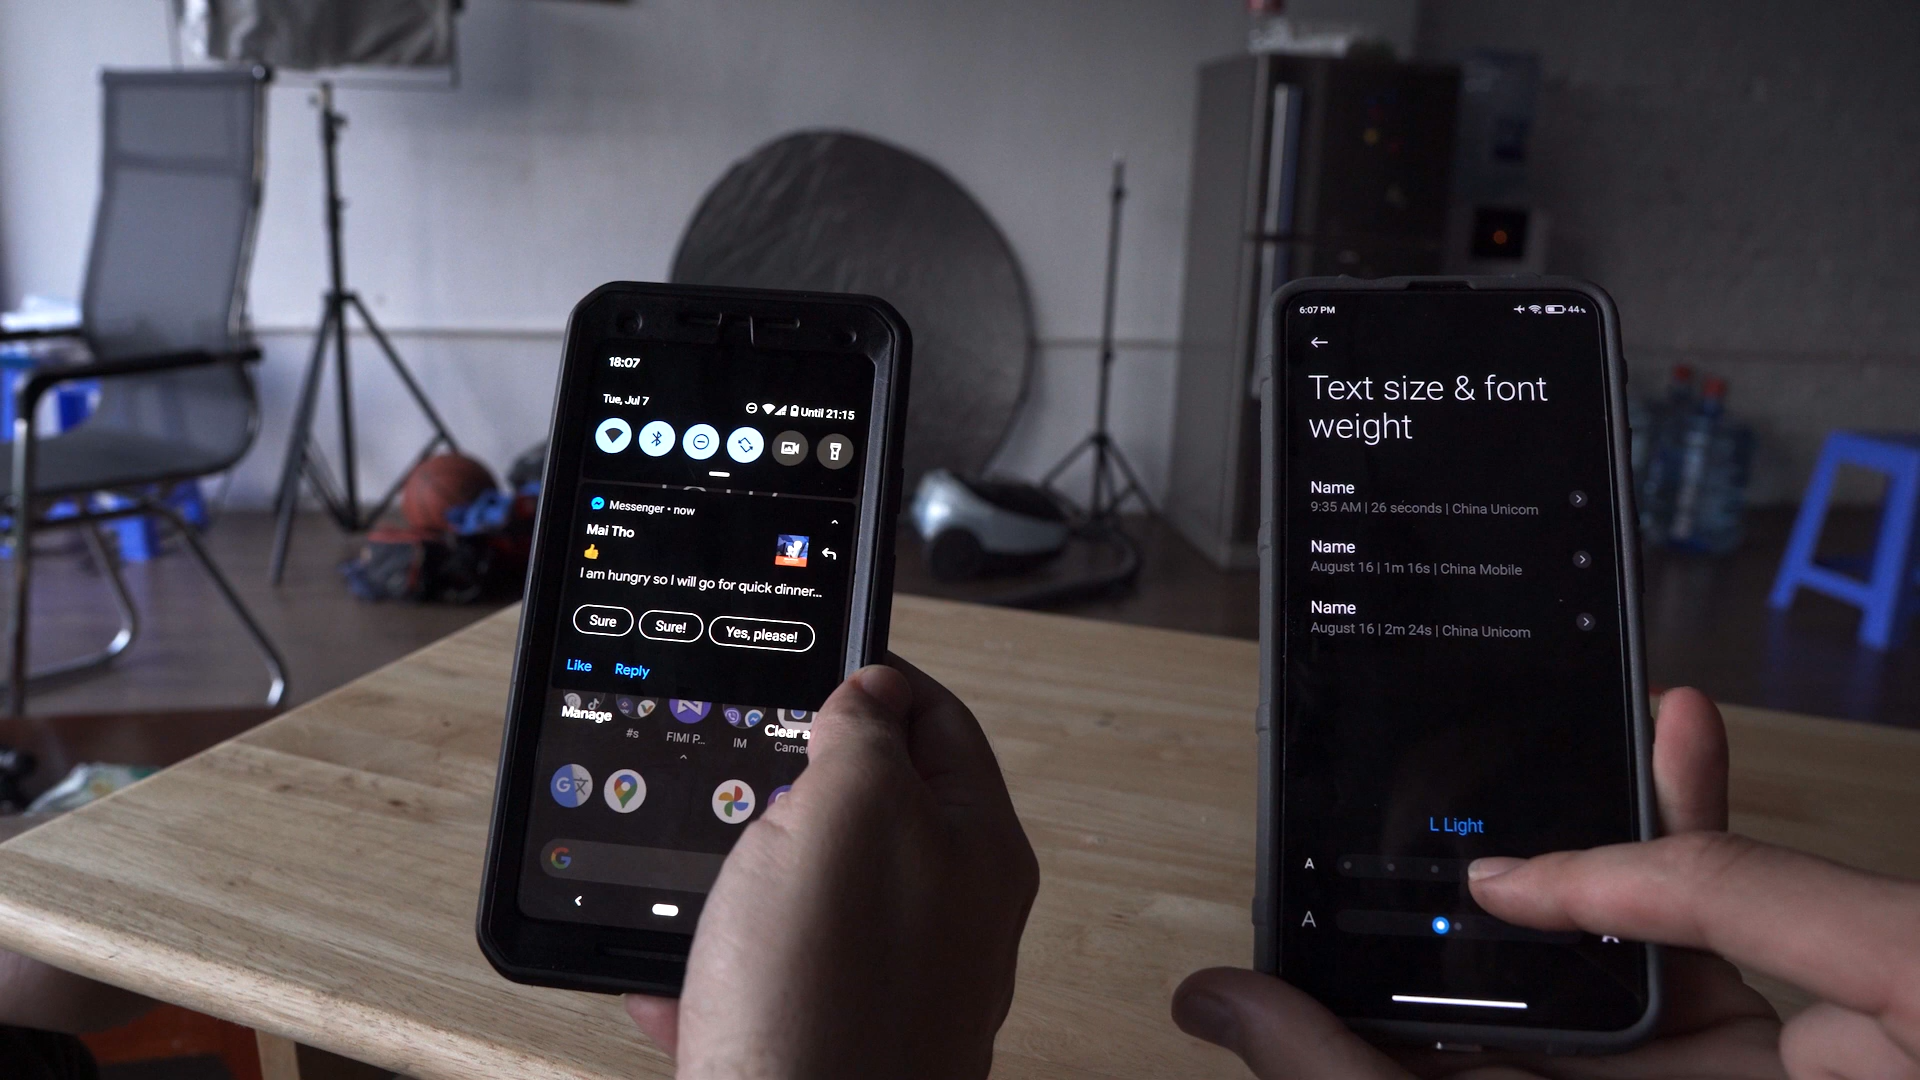 18:07
Tue, Jul 7
Until 21:15
Messenger • now
Mai Tho
I am hungry so I will go for quick dinner...
Sure
Sure!
Yes, please!
Like
Reply
Manage
Clear a
#s
FIMI P...
IM
Camer
G
6:07 PM
44%
Text size & font
weight
Name
9:35 AM | 26 seconds | China Unicom
Name
August 16 | 1m 16s | China Mobile
Name
August 16 | 2m 24s | China Unicom
L Light
A
A